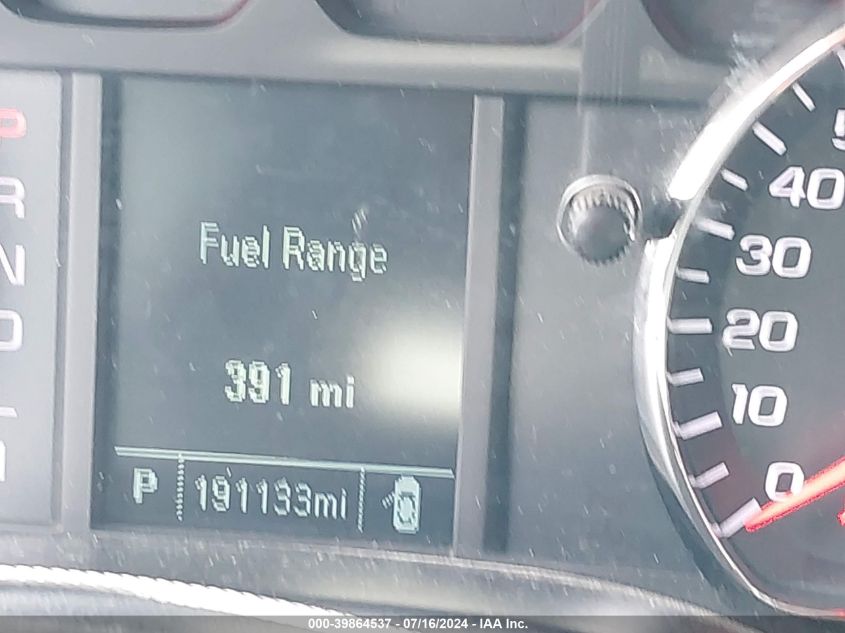 P
R
N
D
Fuel Range
391 mi
P 191133mi
40
30
20
10
0
000-39864537 - 07/16/2024 - IAA Inc.